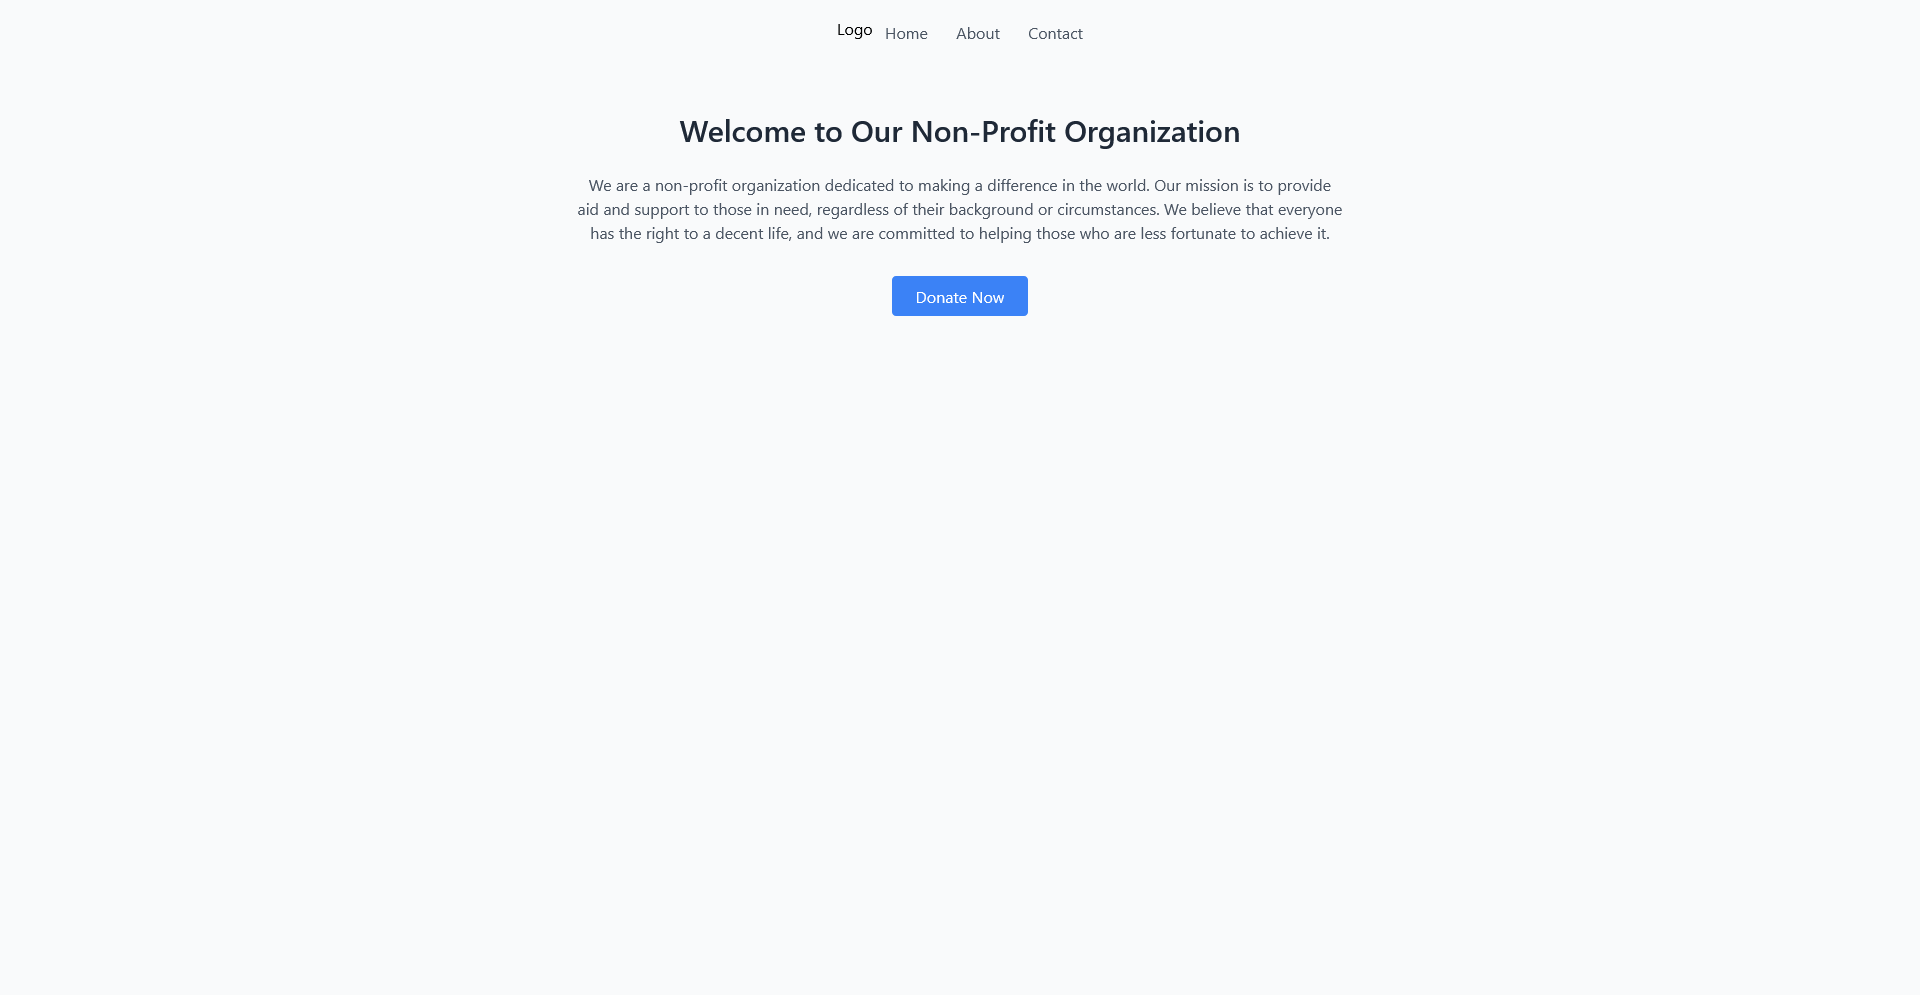 Logo Home About Contact
Welcome to Our Non-Profit Organization
We are a non-profit organization dedicated to making a difference in the world. Our mission is to provide
aid and support to those in need, regardless of their background or circumstances. We believe that everyone
has the right to a decent life, and we are committed to helping those who are less fortunate to achieve it.
Donate Now